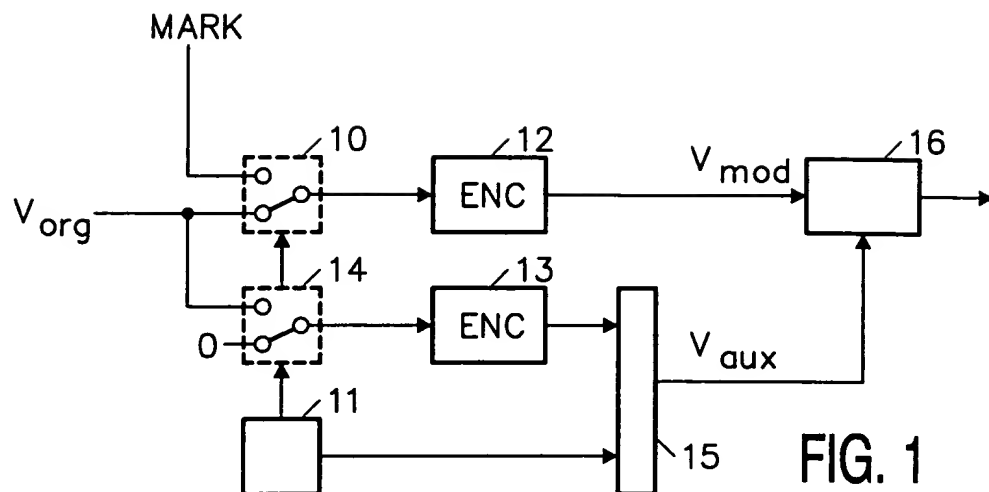 MARK
10
12
16
ENC
V mod
V org
14
13
ENC
0
V aux
11
15
FIG. 1